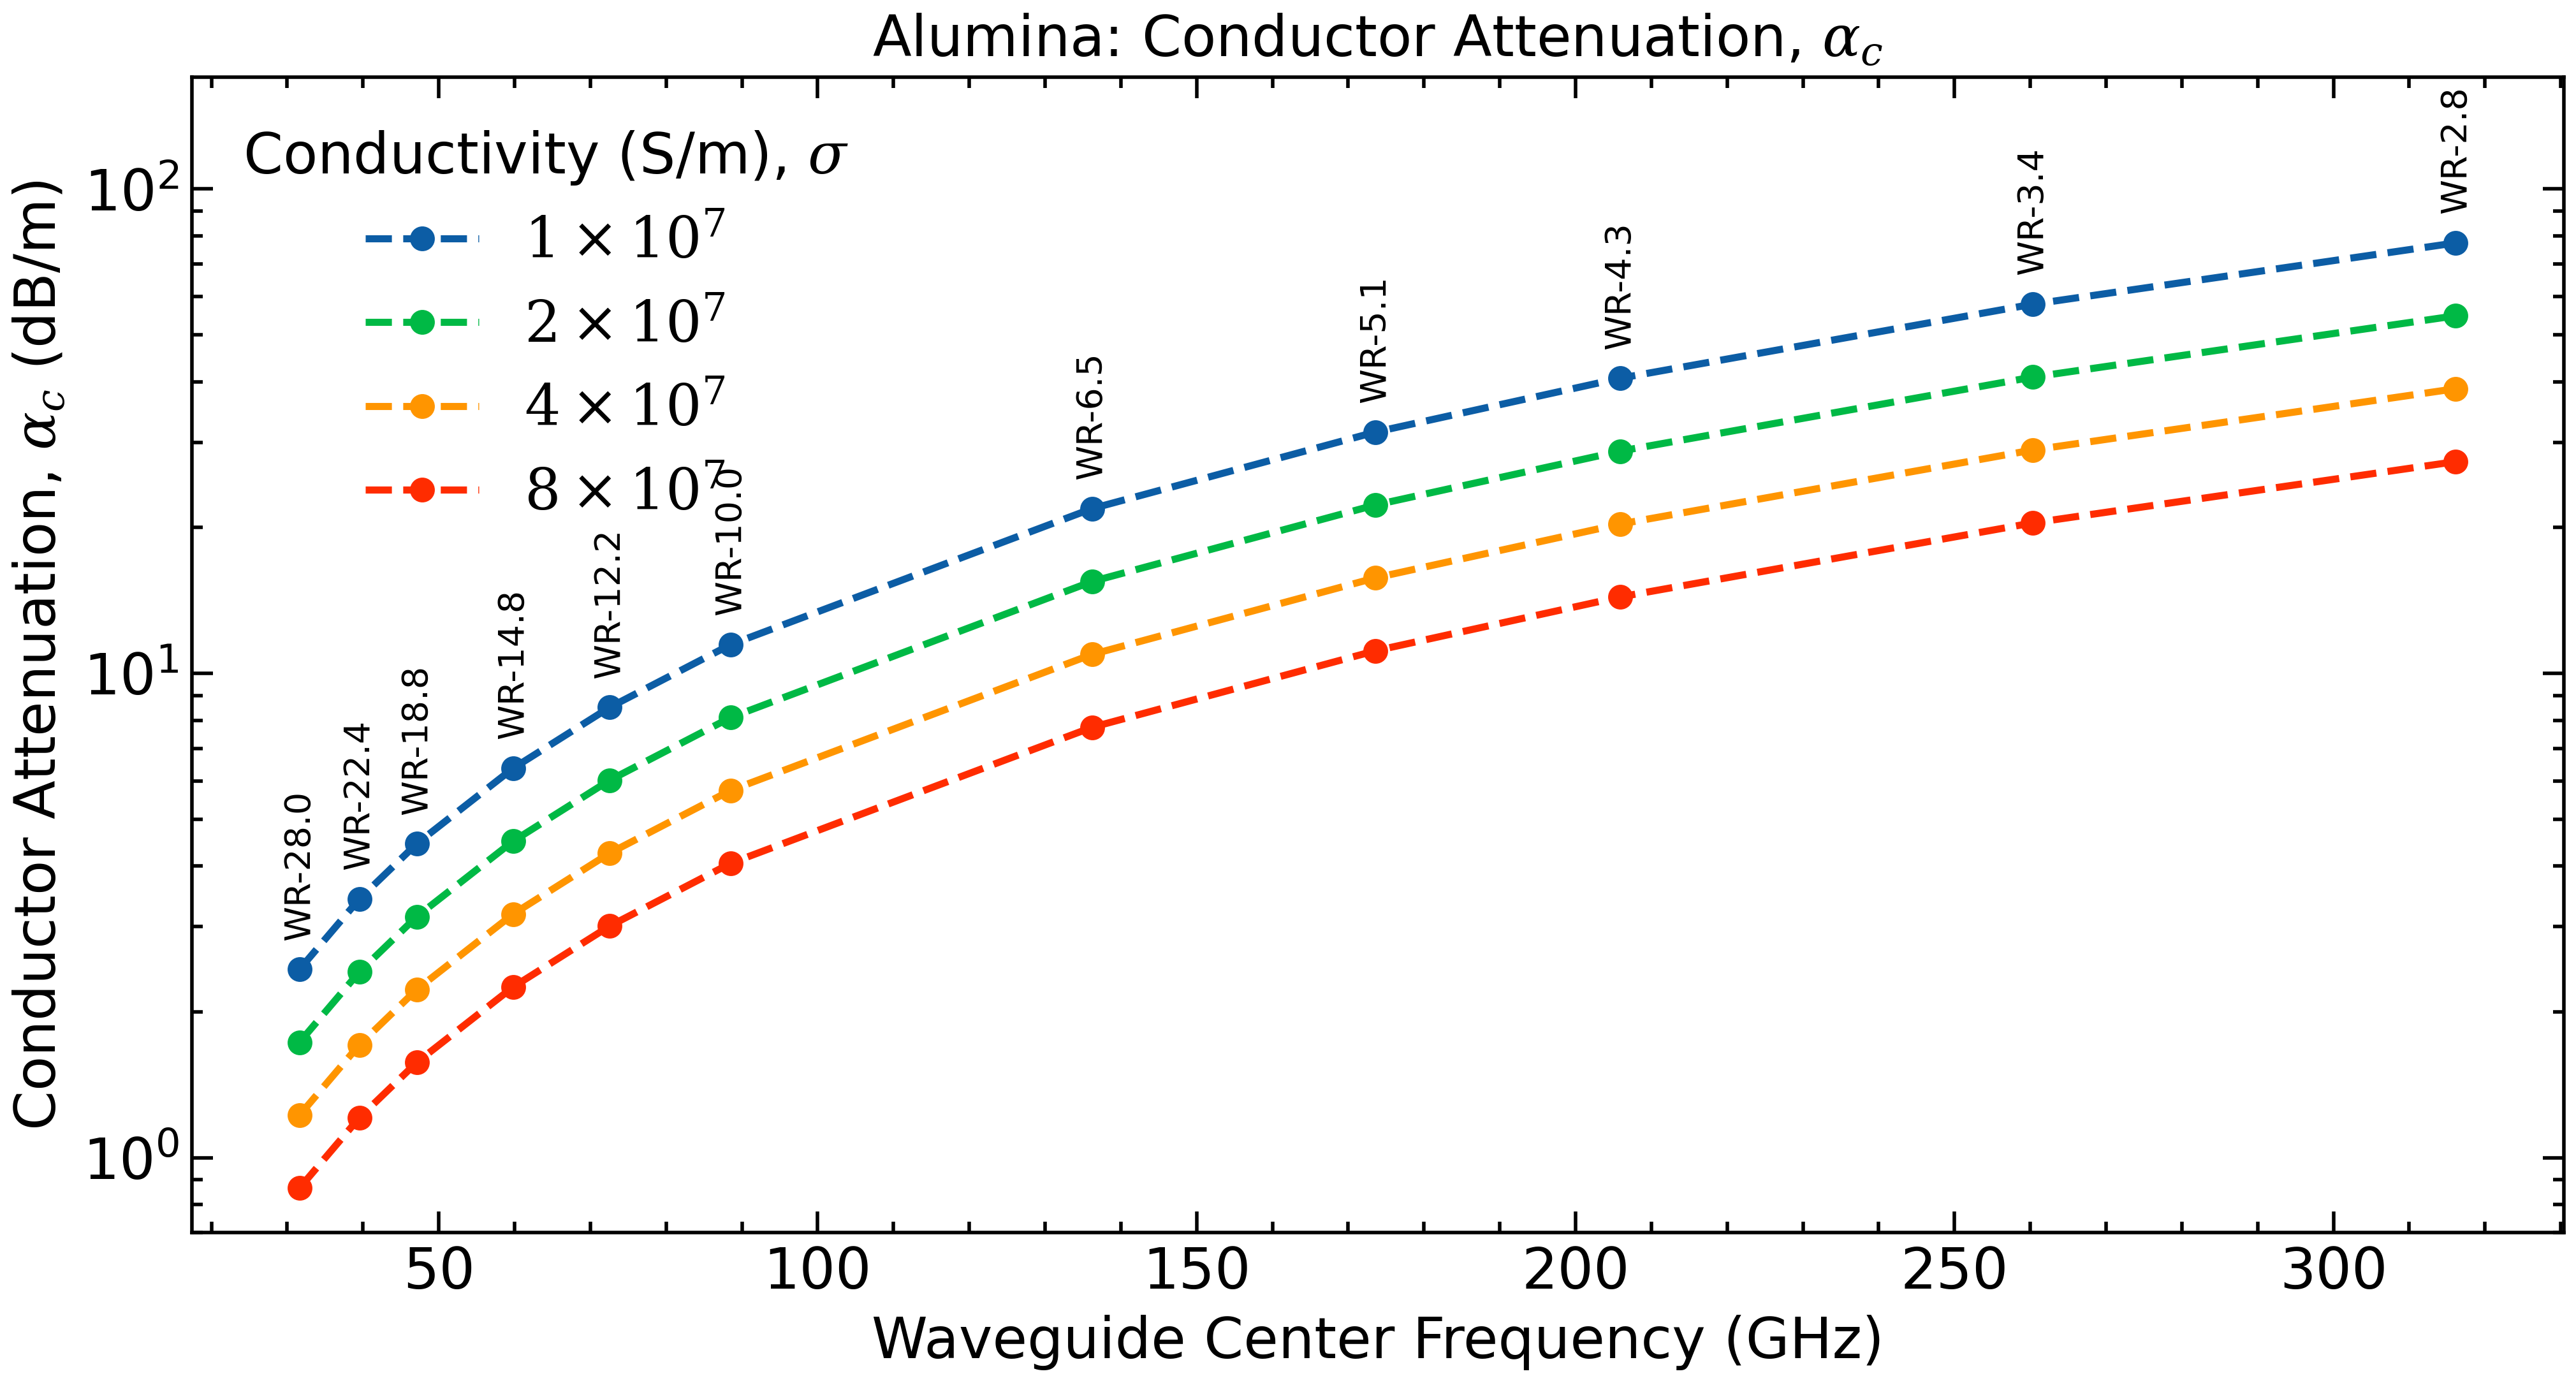 Alumina: Conductor Attenuation, α_c
Conductor Attenuation, α_c (dB/m)
10²
10¹
10⁰
Conductivity (S/m), σ
1 × 10⁷
2 × 10⁷
4 × 10⁷
8 × 10⁷
WR-28.0
WR-22.4
WR-18.8
WR-14.8
WR-12.2
WR-10.0
WR-6.5
WR-5.1
WR-4.3
WR-3.4
WR-2.8
50 100 150 200 250 300
Waveguide Center Frequency (GHz)